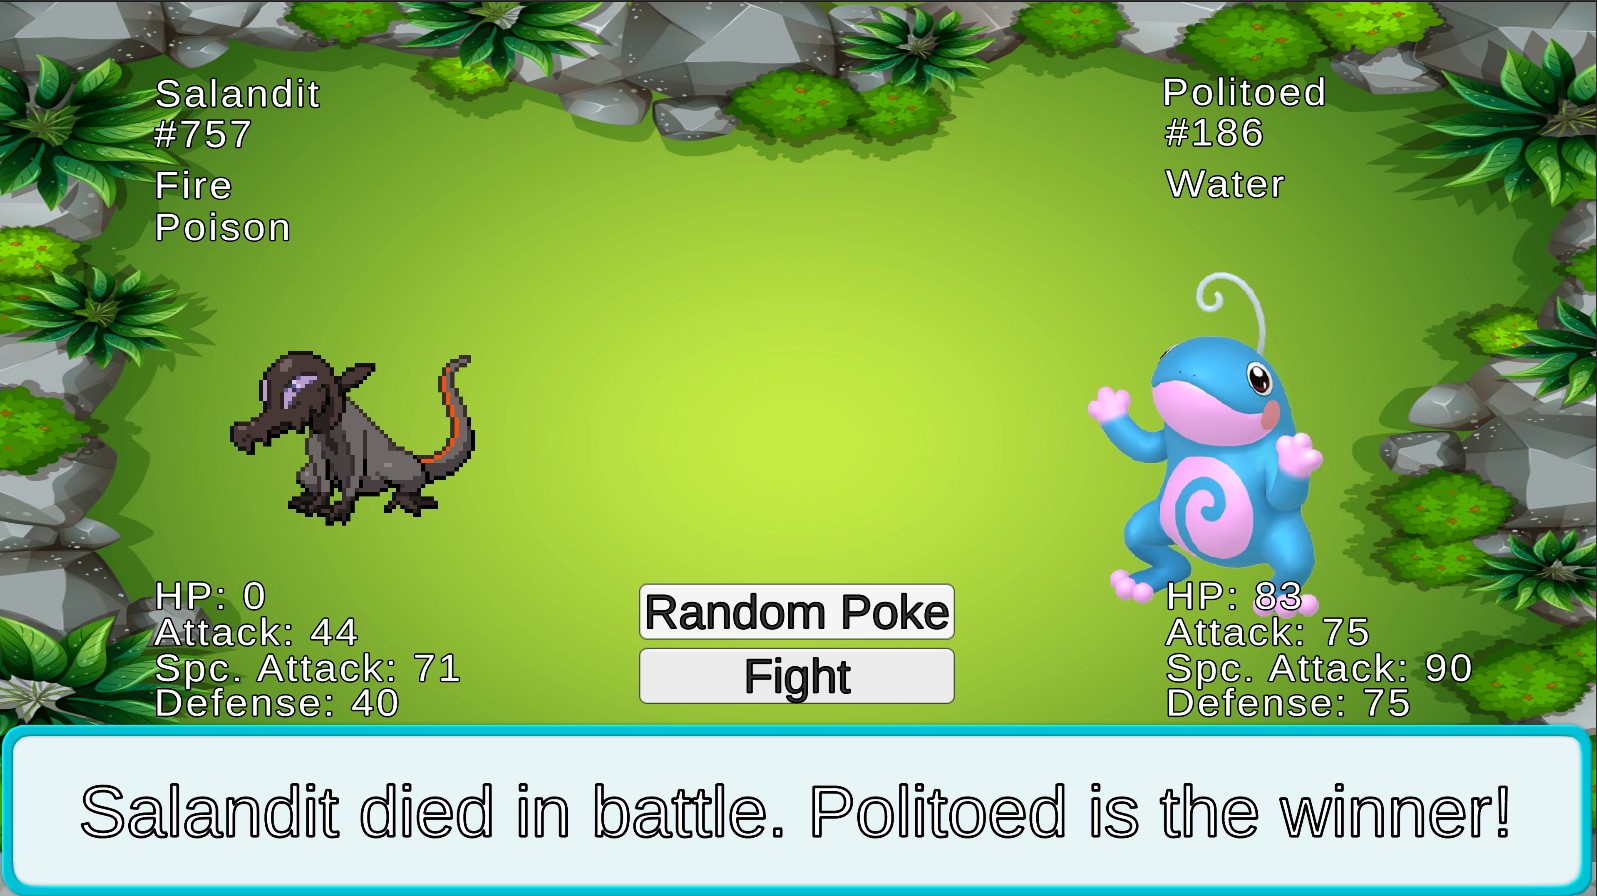 Salandit
#757
Fire
Poison
Politoed
#186
Water
HP: 0
Attack: 44
Spc. Attack: 71
Defense: 40
Random Poke
Fight
HP: 83
Attack: 75
Spc. Attack: 90
Defense: 75
Salandit died in battle. Politoed is the winner!